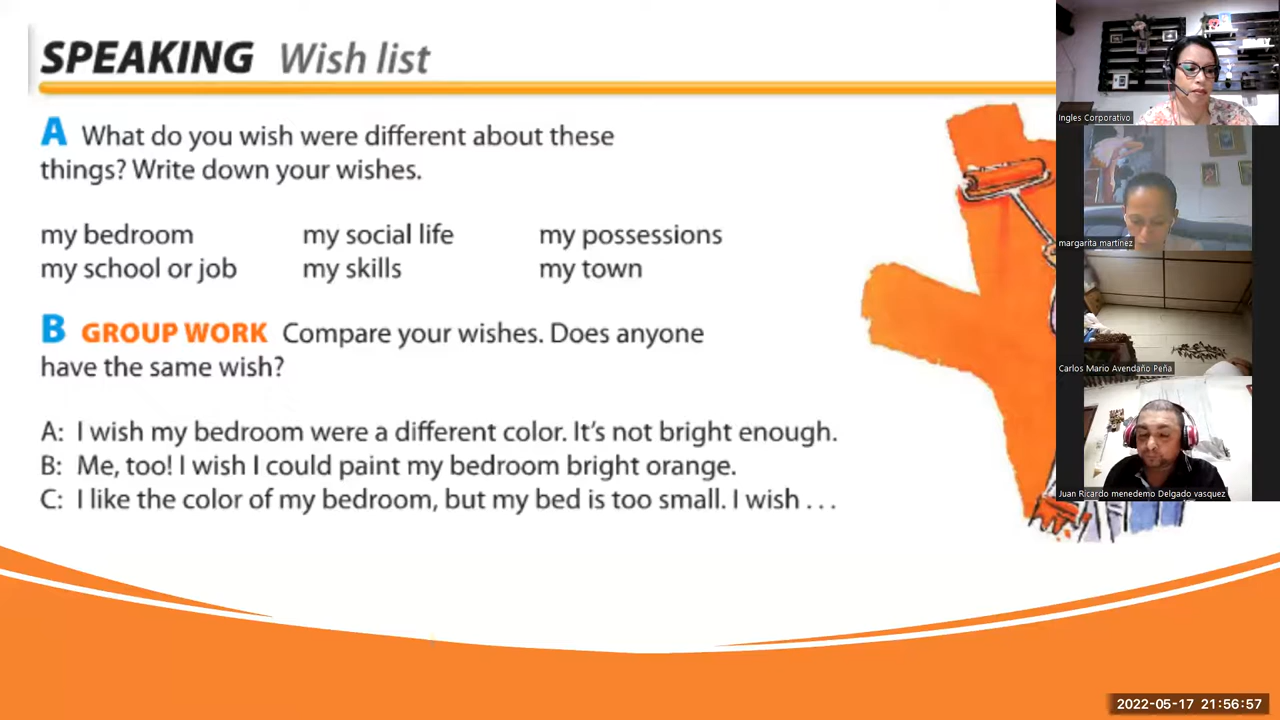 SPEAKING Wish list
A What do you wish were different about these
things? Write down your wishes.
my bedroom my social life my possessions
my school or job my skills my town
B GROUP WORK Compare your wishes. Does anyone
have the same wish?
A: I wish my bedroom were a different color. It's not bright enough.
B: Me, too! I wish I could paint my bedroom bright orange.
C: I like the color of my bedroom, but my bed is too small. I wish . . .
Ingles Corporativo
margarita martinez
Carlos Mario Avendaño Peña
Juan Ricardo menedemo Delgado vasquez
2022-05-17 21:56:57